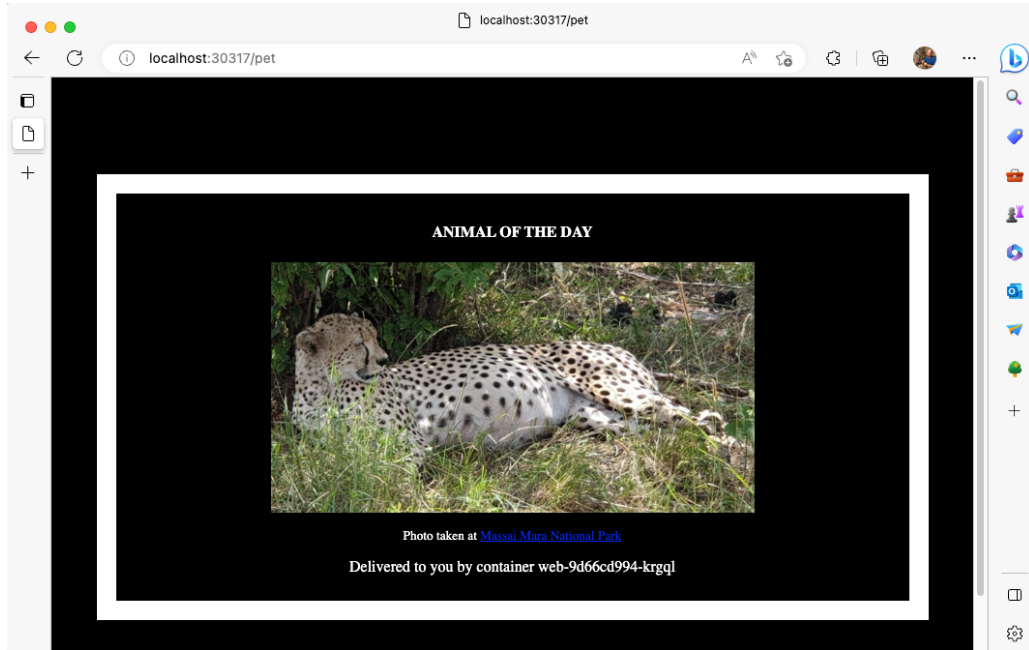 localhost:30317/pet
localhost:30317/pet
ANIMAL OF THE DAY
Photo taken at Massai Mara National Park
Delivered to you by container web-9d66cd994-krgql